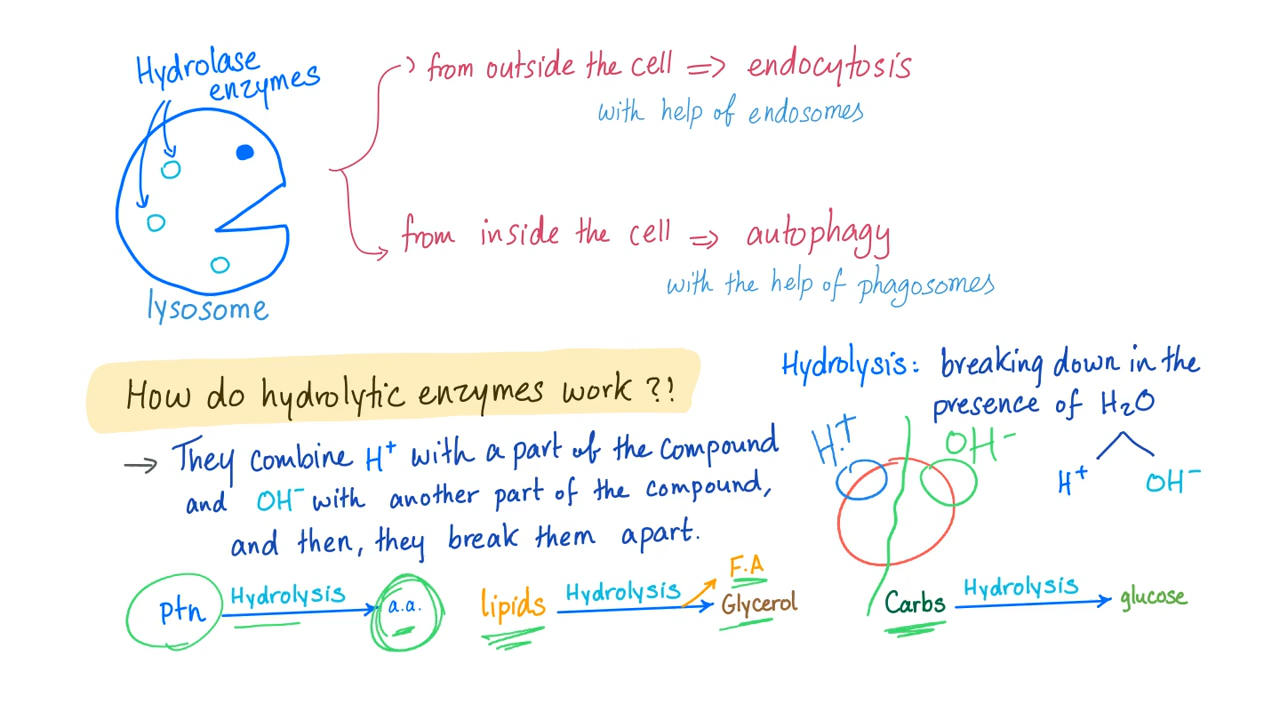 Hydrolase
enzymes
from outside the cell ⇒ endocytosis
with help of endosomes
from inside the cell ⇒ autophagy
with the help of phagosomes
lysosome
How do hydrolytic enzymes work ?!
→ They combine H+ with a part of the compound
and OH- with another part of the compound,
and then, they break them apart.
Hydrolysis: breaking down in the
presence of H2O
H+ OH-
H+ OH-
ptn Hydrolysis a.a.
lipids Hydrolysis F.A
Glycerol
Carbs Hydrolysis glucose